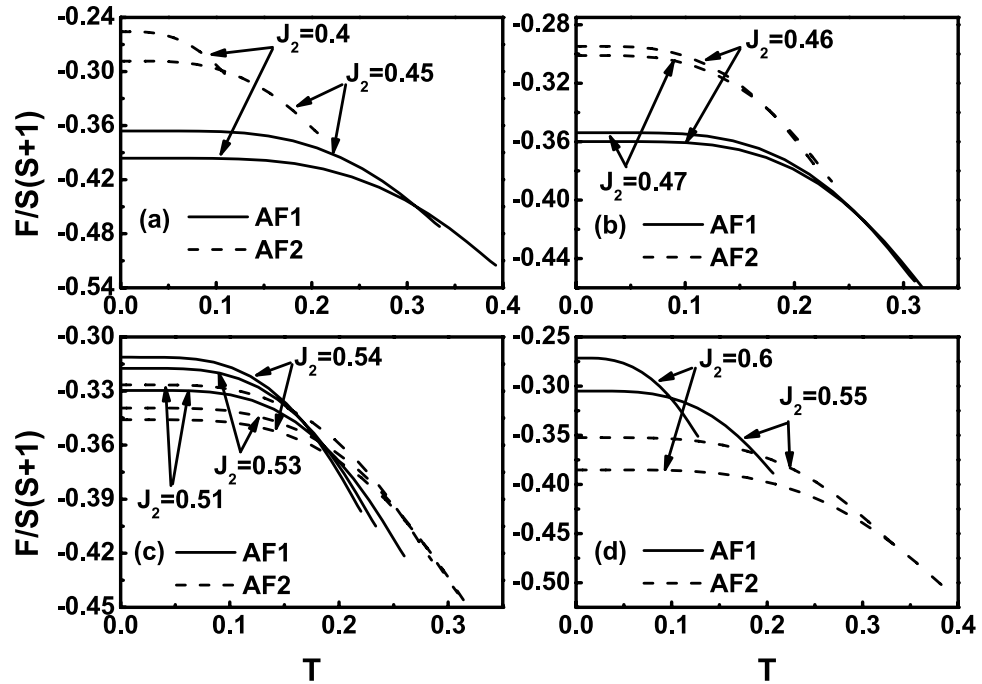 F/S(S+1)
-0.24
-0.30
-0.36
-0.42
-0.48
-0.54
J₂=0.4
J₂=0.45
(a)
AF1
AF2
0.0 0.1 0.2 0.3 0.4
-0.28
-0.32
-0.36
-0.40
-0.44
J₂=0.46
J₂=0.47
(b)
AF1
AF2
0.0 0.1 0.2 0.3
F/S(S+1)
-0.30
-0.33
-0.36
-0.39
-0.42
-0.45
J₂=0.54
J₂=0.53
J₂=0.51
(c)
AF1
AF2
0.0 0.1 0.2 0.3
T
-0.25
-0.30
-0.35
-0.40
-0.45
-0.50
J₂=0.6
J₂=0.55
(d)
AF1
AF2
0.0 0.1 0.2 0.3 0.4
T